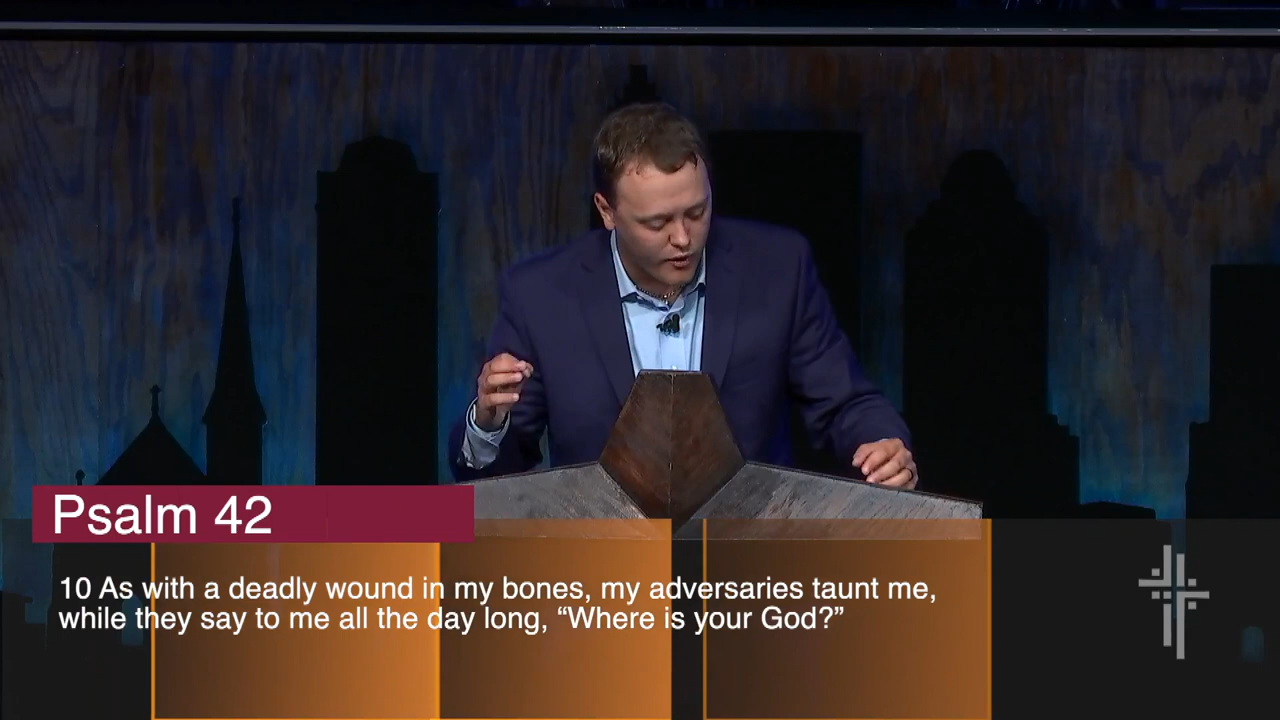 Psalm 42
10 As with a deadly wound in my bones, my adversaries taunt me,
while they say to me all the day long, “Where is your God?”